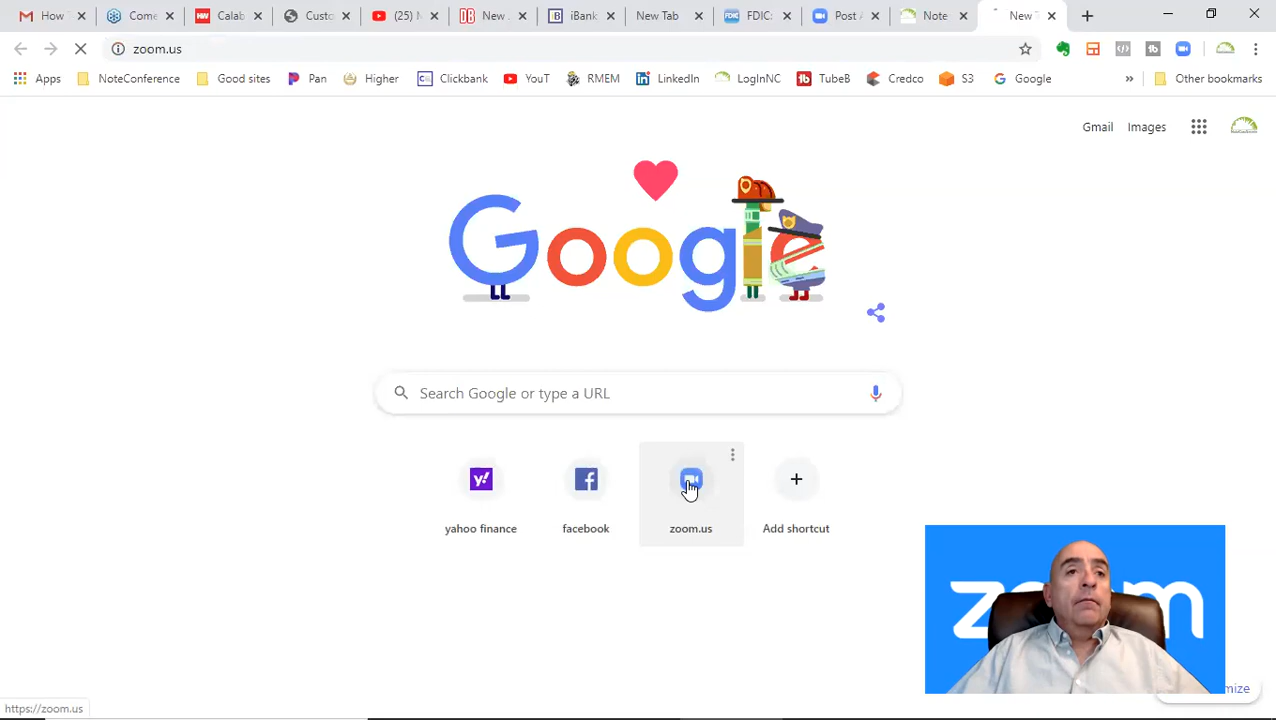 How
Come
Calab
Custo
(25) M
New
iBank
New Tab
FDIC:
Post A
Note
New T
zoom.us
Apps
NoteConference
Good sites
Pan
Higher
Clickbank
YouT
RMEM
LinkedIn
LogInNC
TubeB
Credco
S3
Google
»
Other bookmarks
Gmail
Images
Google
Search Google or type a URL
yahoo finance
facebook
zoom.us
Add shortcut
zoom
https://zoom.us